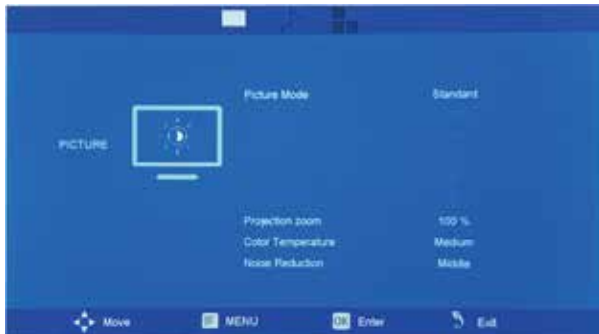 Picture Mode Standard
PICTURE
Projection zoom 100 %
Color Temperature Medium
Noise Reduction Middle
Move MENU OK Enter Exit